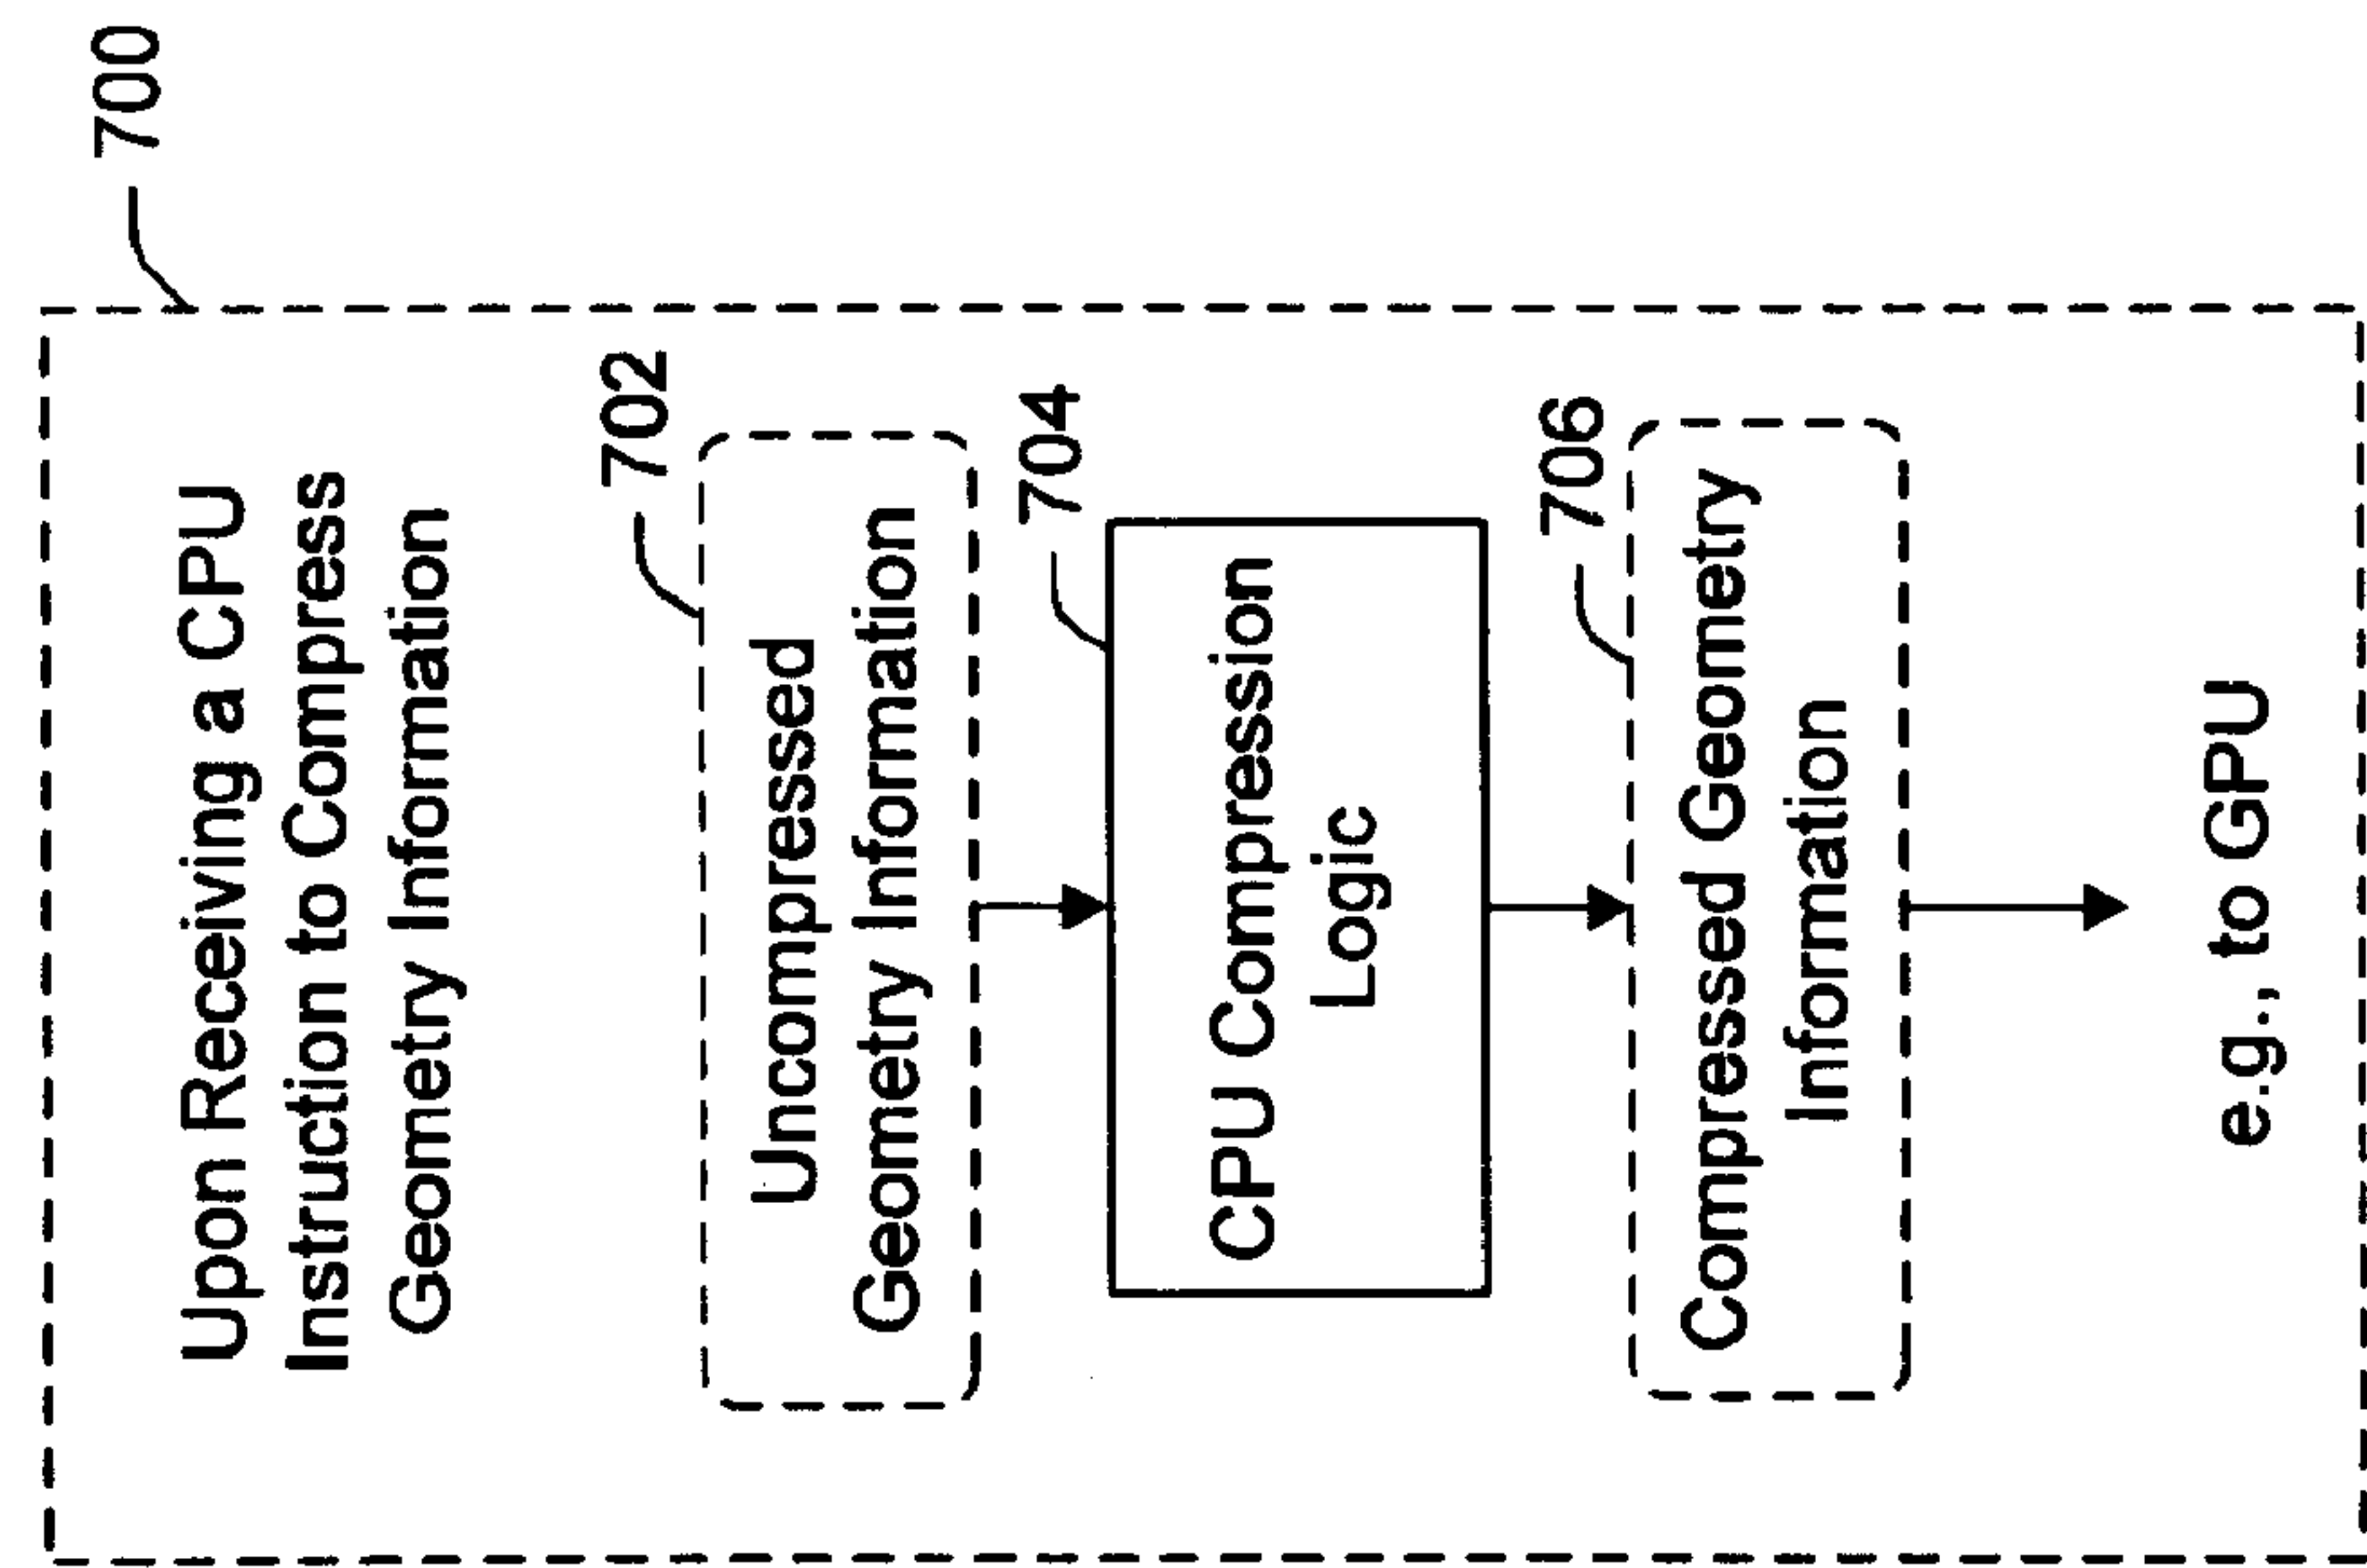 700
Upon Receiving a CPU
Instruction to Compress
Geometry Information
702
Uncompressed
Geometry Information
704
CPU Compression
Logic
706
Compressed Geometry
Information
e.g., to GPU